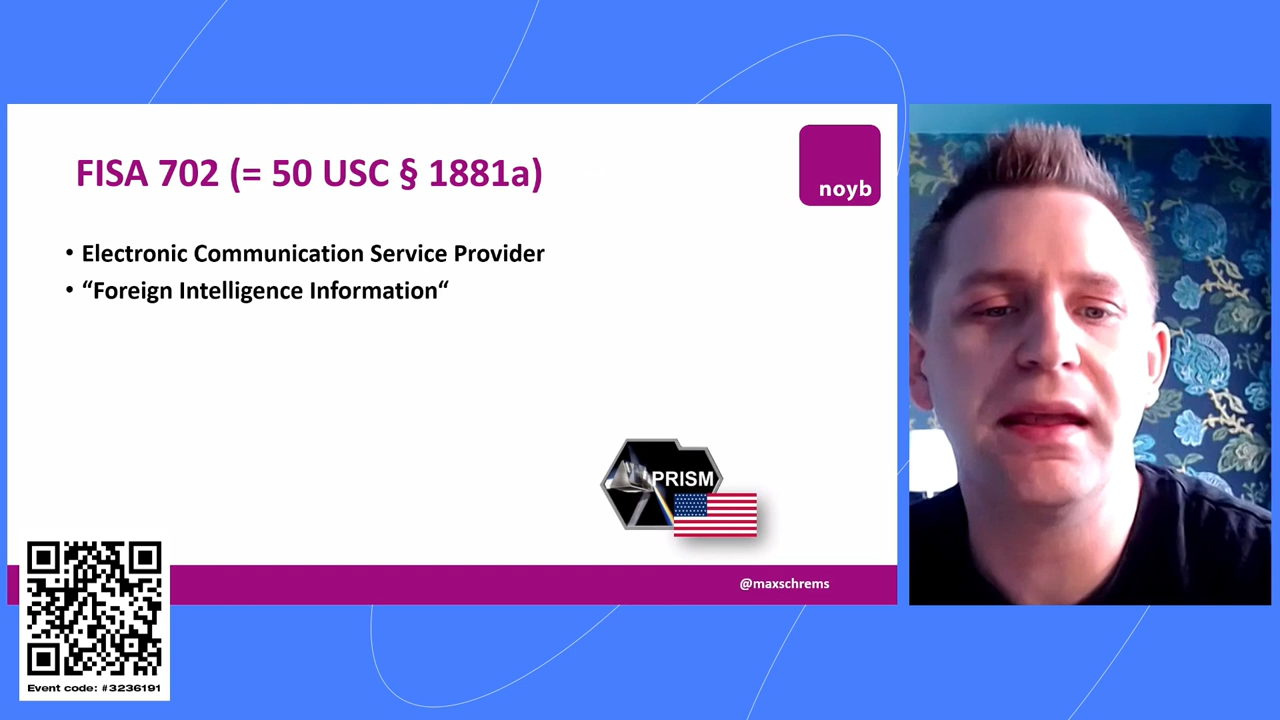 FISA 702 (= 50 USC § 1881a)
noyb
• Electronic Communication Service Provider
• “Foreign Intelligence Information“
PRISM
@maxschrems
Event code: #3236191